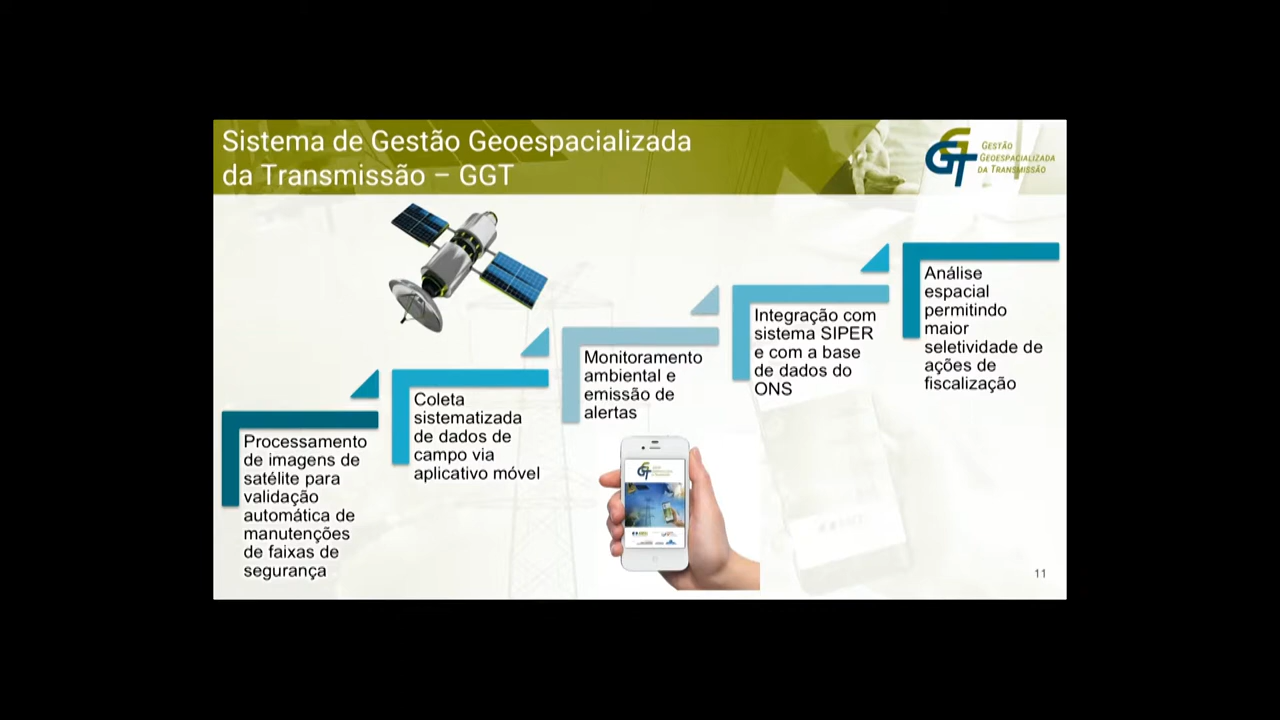 Sistema de Gestão Geoespacializada
da Transmissão – GGT
GGT
GESTÃO
GEOESPACIALIZADA
DA TRANSMISSÃO
Processamento
de imagens de
satélite para
validação
automática de
manutenções
de faixas de
segurança
Coleta
sistematizada
de dados de
campo via
aplicativo móvel
Monitoramento
ambiental e
emissão de
alertas
Integração com
sistema SIPER
e com a base
de dados do
ONS
Análise
espacial
permitindo
maior
seletividade de
ações de
fiscalização
11